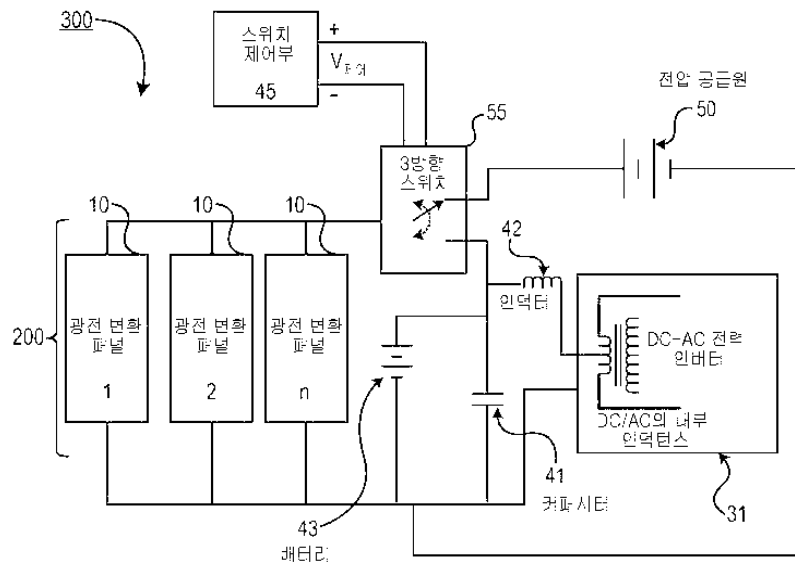 300
스위치
제어부
45
+
V제어
-
55
3방향
스위치
전압 공급원
50
10
10
10
42
인덕터
200
광전 변환
패널
1
광전 변환
패널
2
광전 변환
패널
n
DC-AC 전력
인버터
DC/AC의 내부
인덕턴스
43
배터리
41
커패시터
31